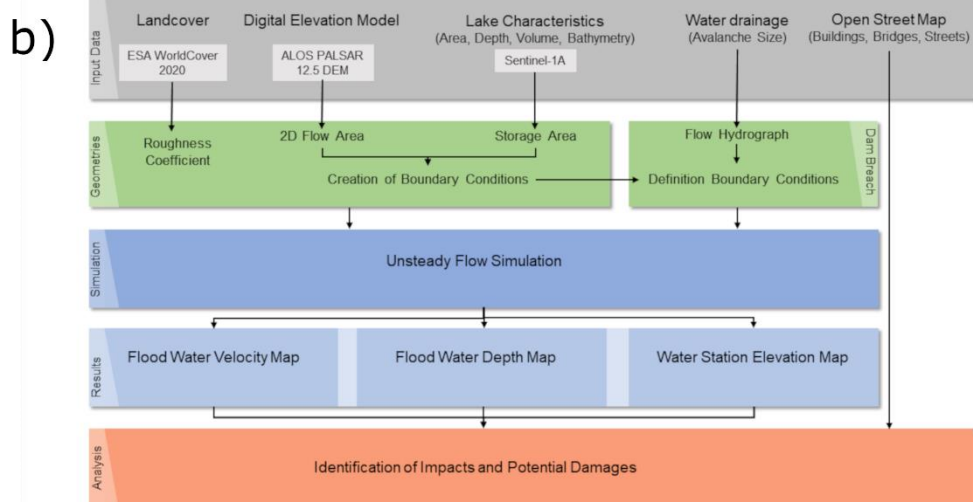 b)
Input Data
Landcover
ESA WorldCover
2020
Digital Elevation Model
ALOS PALSAR
12.5 DEM
Lake Characteristics
(Area, Depth, Volume, Bathymetry)
Sentinel-1A
Water drainage
(Avalanche Size)
Open Street Map
(Buildings, Bridges, Streets)
Geometries
Roughness
Coefficient
2D Flow Area
Storage Area
Creation of Boundary Conditions
Flow Hydrograph
Definition Boundary Conditions
Dam Breach
Simulation
Unsteady Flow Simulation
Results
Flood Water Velocity Map
Flood Water Depth Map
Water Station Elevation Map
Analysis
Identification of Impacts and Potential Damages